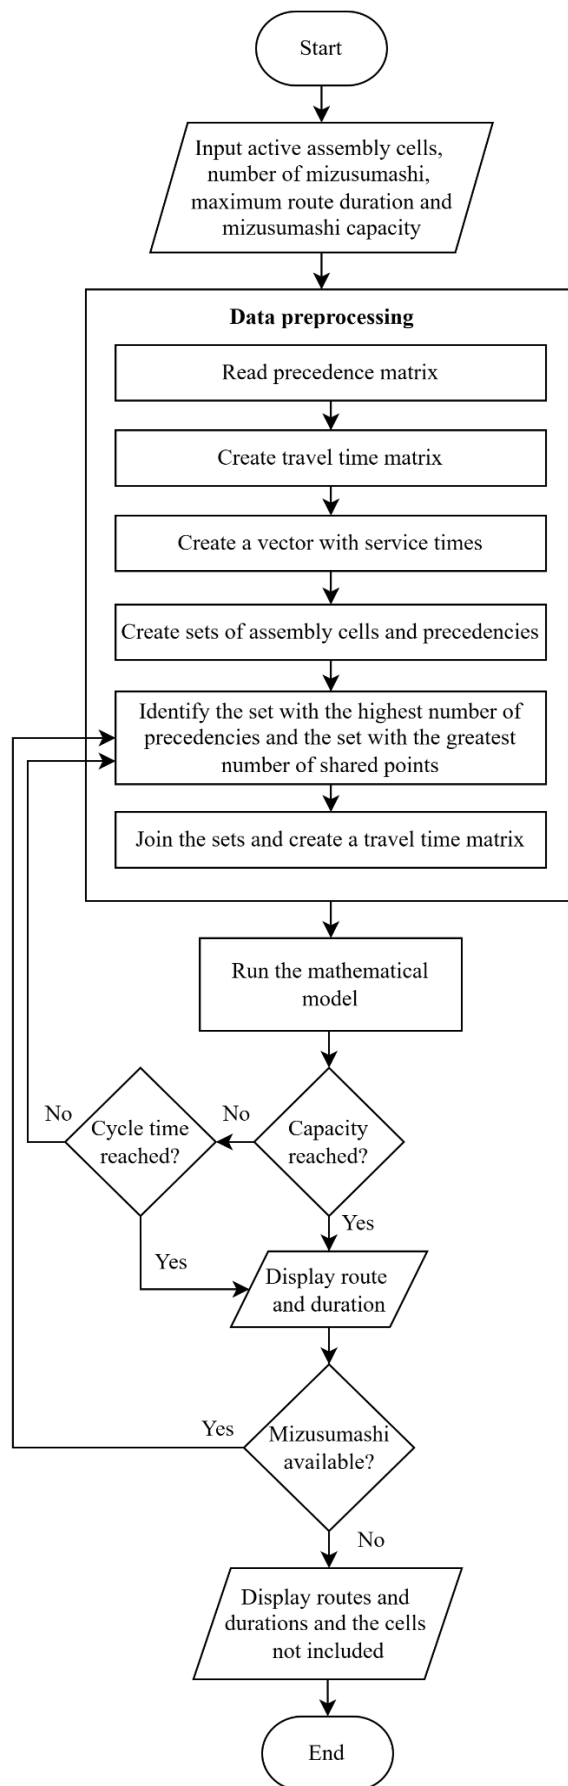 Start
Input active assembly cells,
number of mizusumashi,
maximum route duration and
mizusumashi capacity
Data preprocessing
Read precedence matrix
Create travel time matrix
Create a vector with service times
Create sets of assembly cells and precedencies
Identify the set with the highest number of
precedencies and the set with the greatest
number of shared points
Join the sets and create a travel time matrix
Run the mathematical
model
No
Cycle time
reached?
No
Capacity
reached?
Yes
Yes
Display route
and duration
Yes
Mizusumashi
available?
No
Display routes and
durations and the cells
not included
End